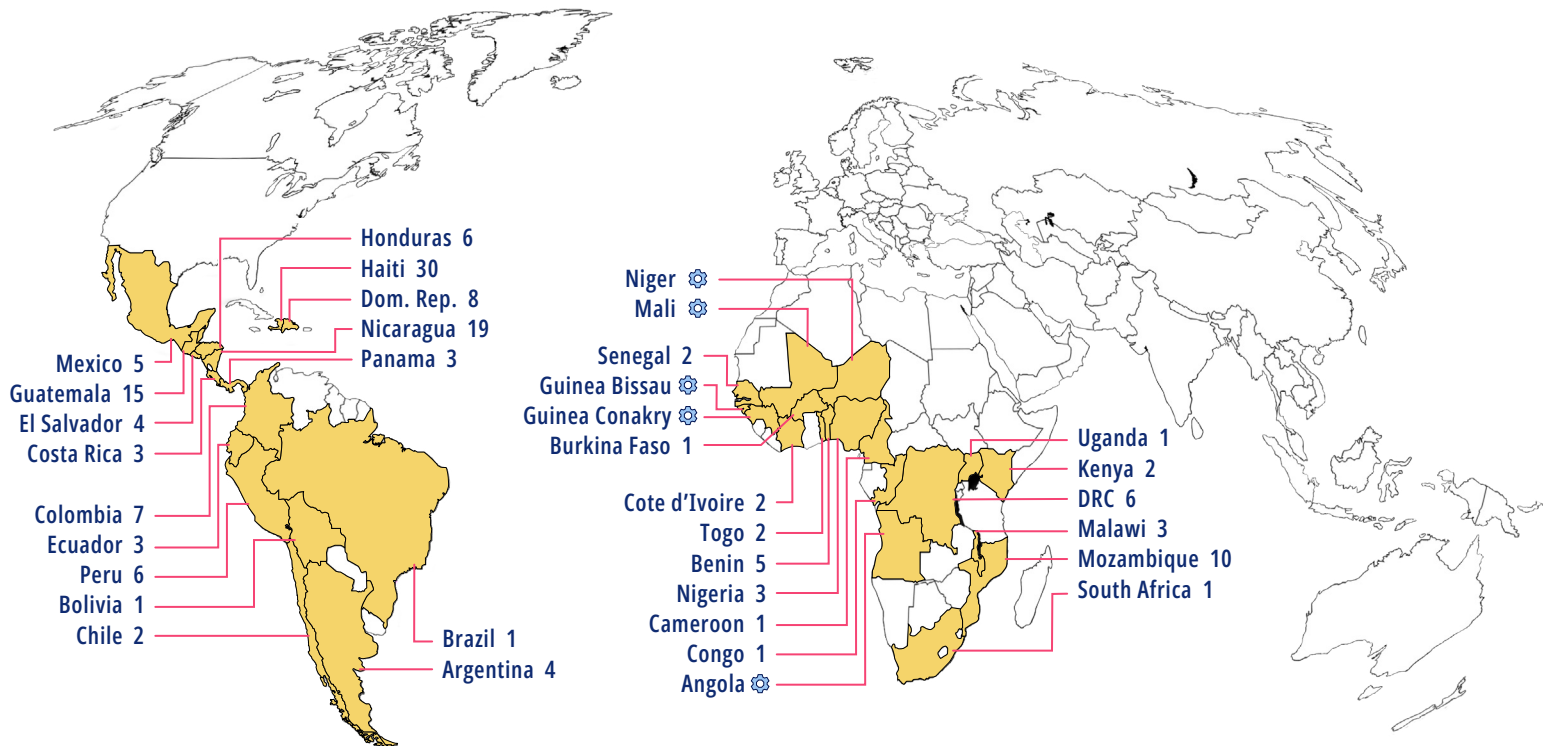 Honduras 6
Haiti 30
Dom. Rep. 8
Nicaragua 19
Panama 3
Mexico 5
Guatemala 15
El Salvador 4
Costa Rica 3
Colombia 7
Ecuador 3
Peru 6
Bolivia 1
Chile 2
Brazil 1
Argentina 4
Niger
Mali
Senegal 2
Guinea Bissau
Guinea Conakry
Burkina Faso 1
Cote d’Ivoire 2
Togo 2
Benin 5
Nigeria 3
Cameroon 1
Congo 1
Angola
Uganda 1
Kenya 2
DRC 6
Malawi 3
Mozambique 10
South Africa 1